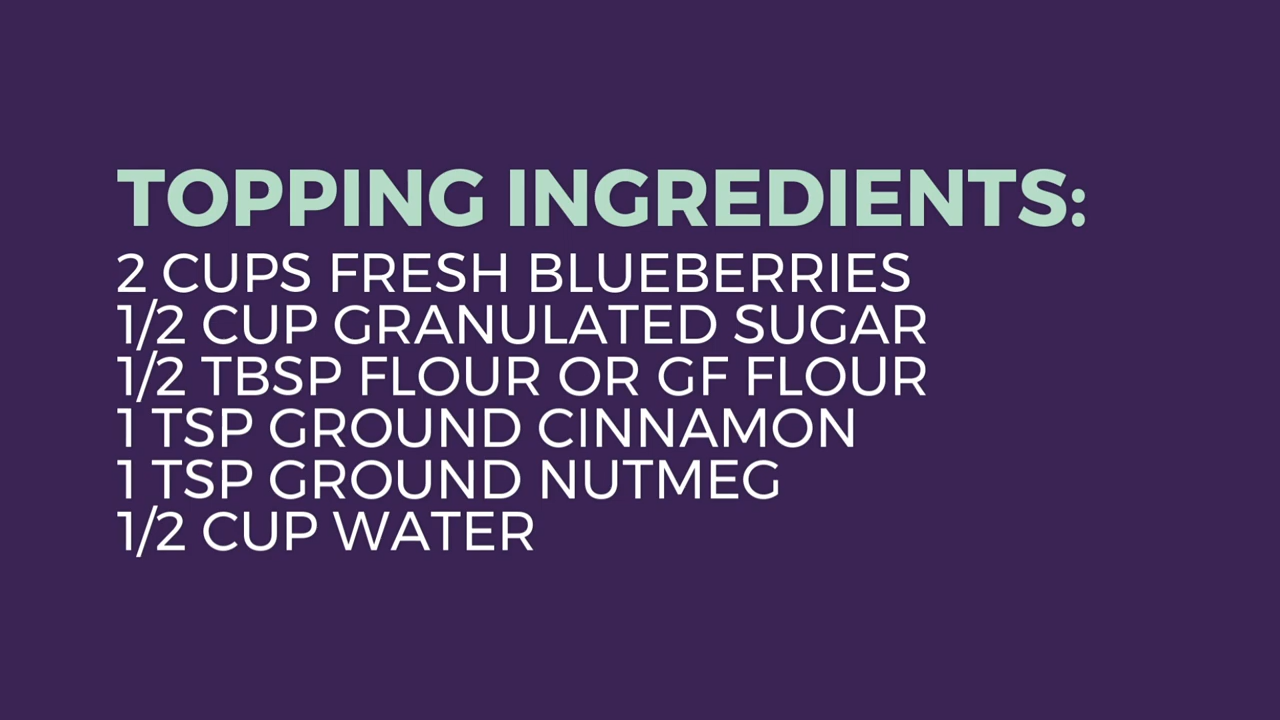 TOPPING INGREDIENTS:
2 CUPS FRESH BLUEBERRIES
1/2 CUP GRANULATED SUGAR
1/2 TBSP FLOUR OR GF FLOUR
1 TSP GROUND CINNAMON
1 TSP GROUND NUTMEG
1/2 CUP WATER